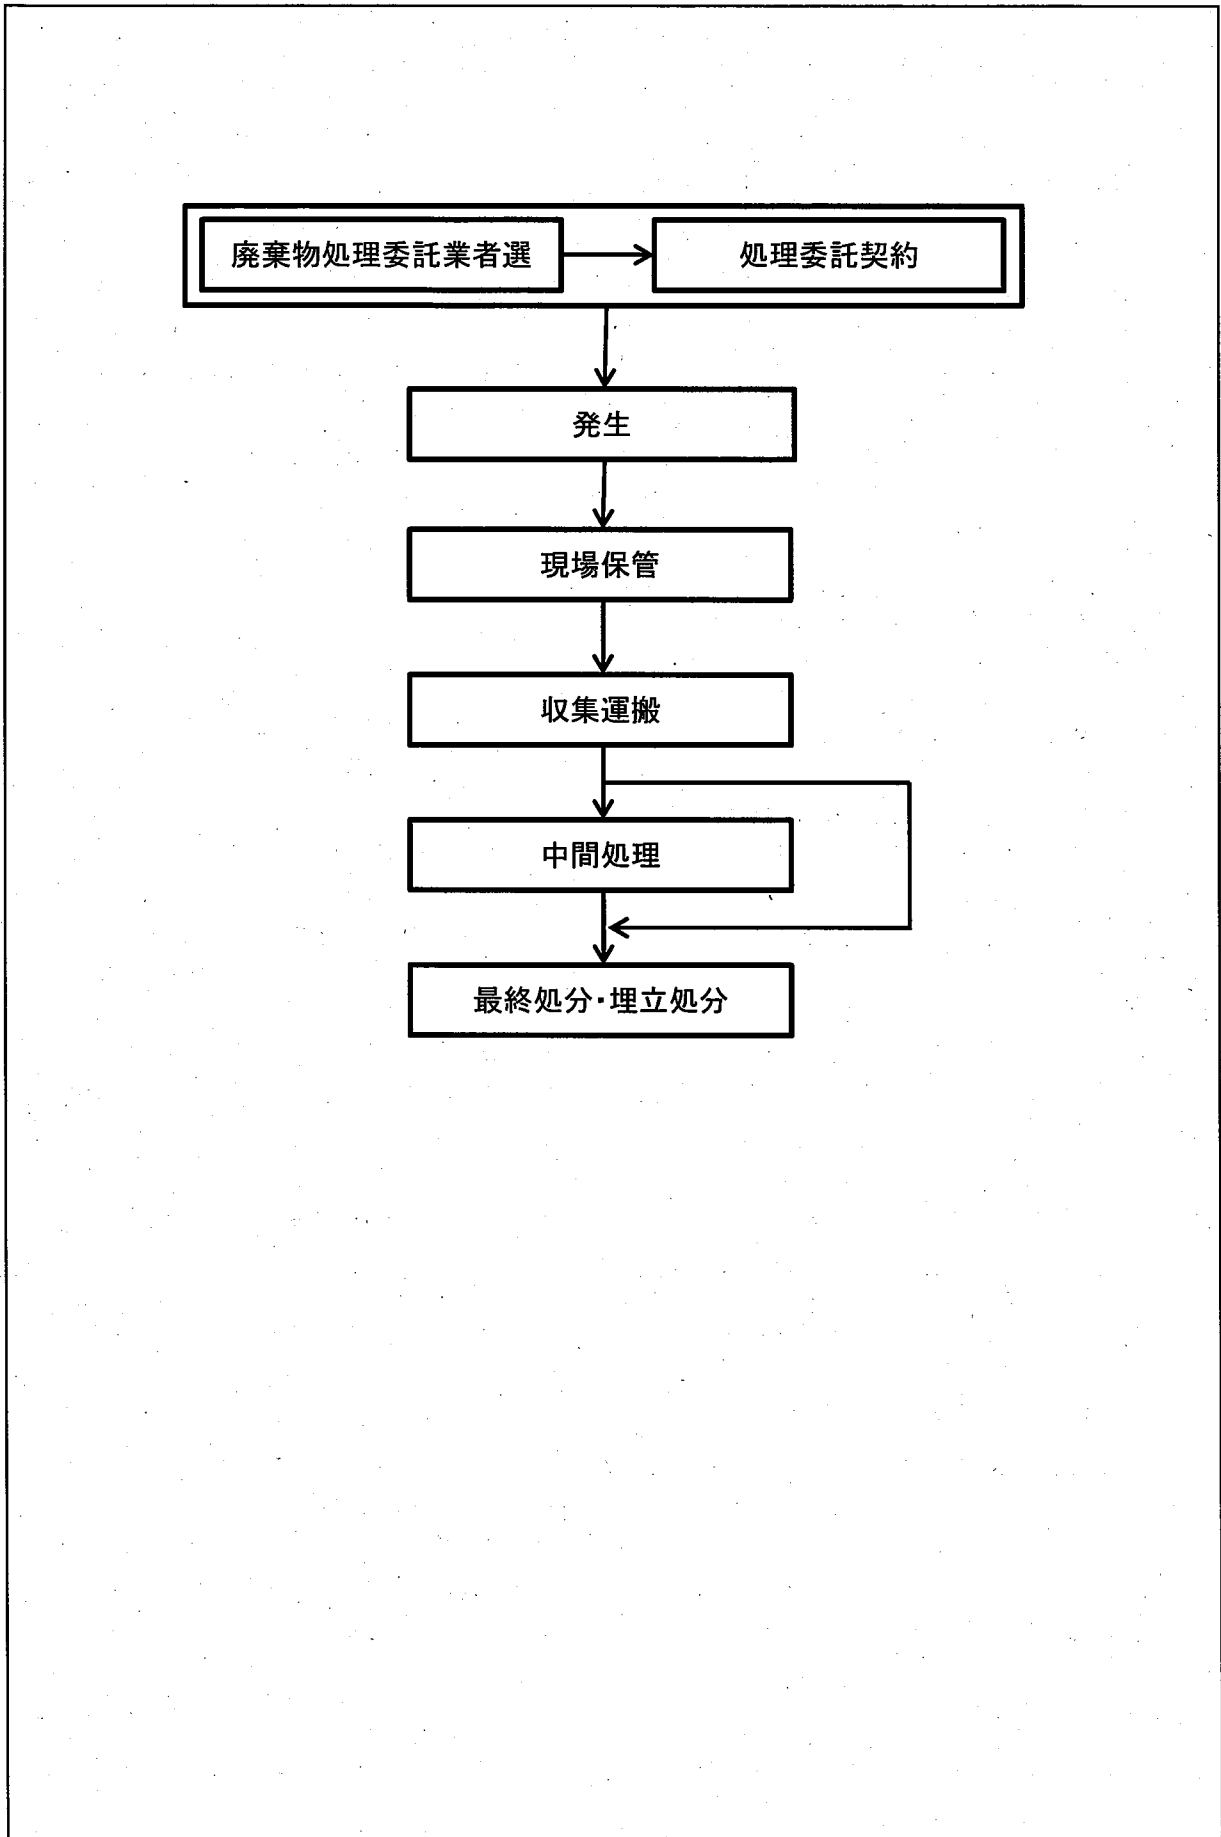 廃棄物処理委託業者選
処理委託契約
発生
現場保管
収集運搬
中間処理
最終処分・埋立処分